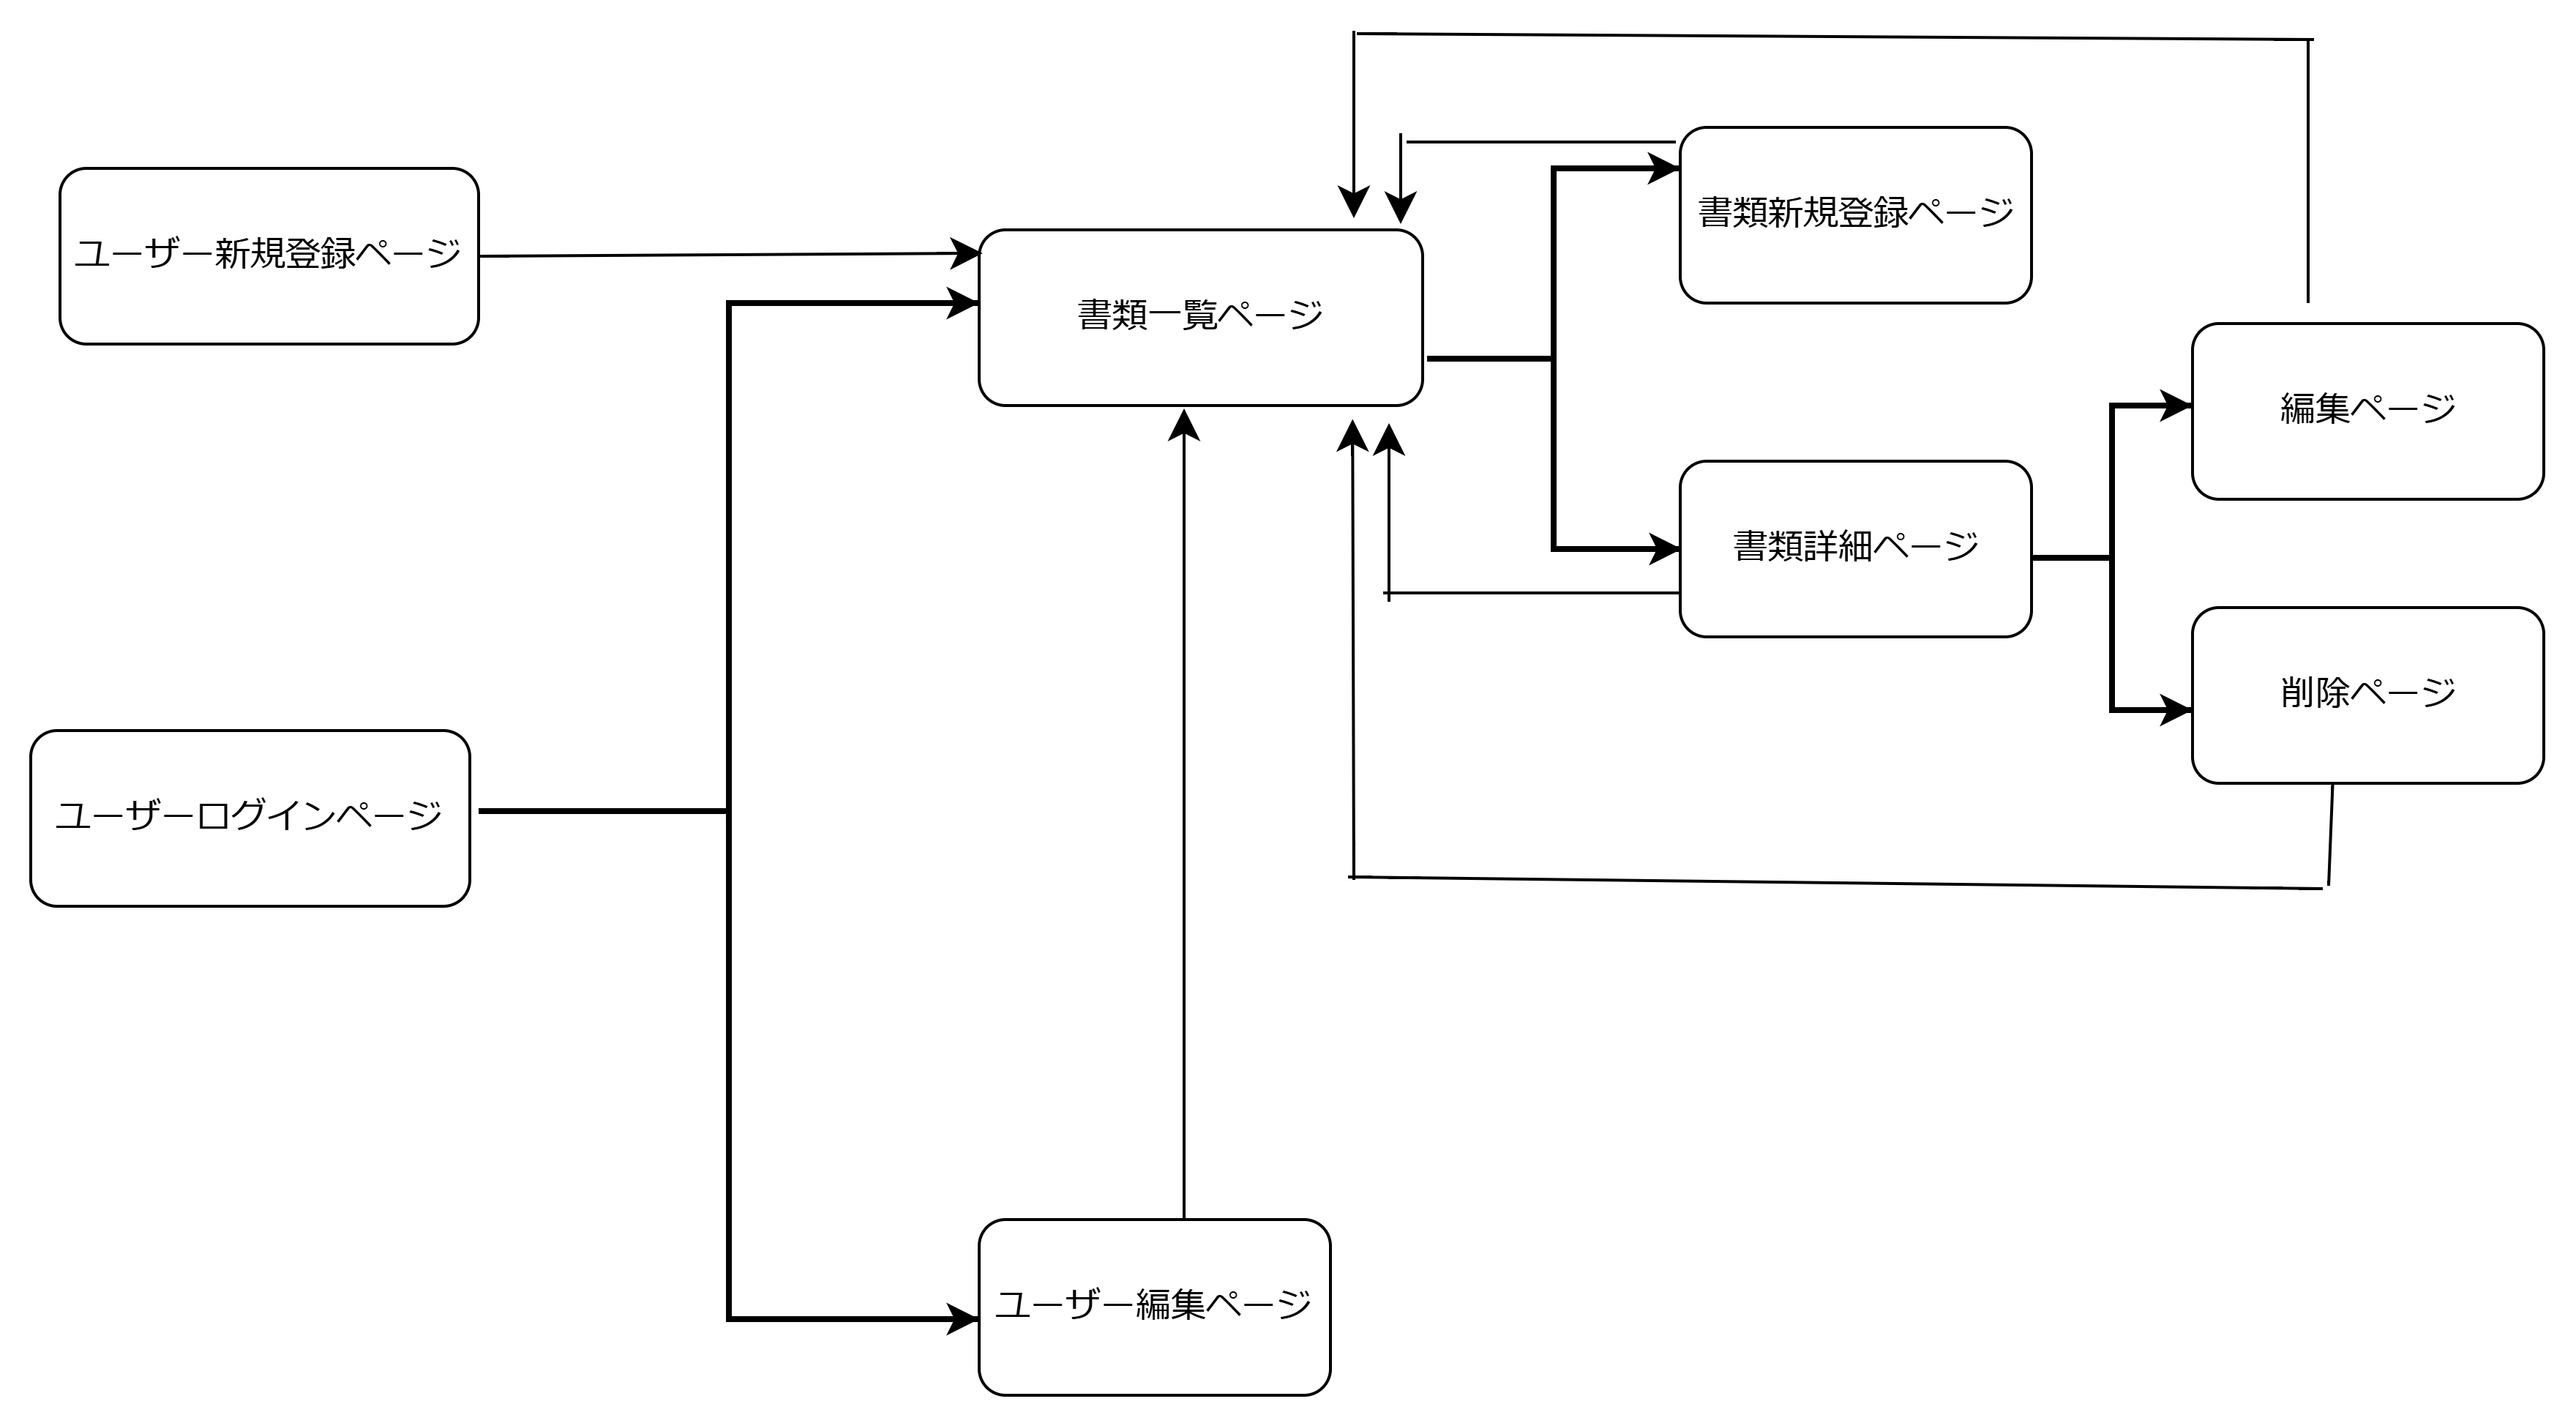 ユーザー新規登録ページ
書類一覧ページ
書類新規登録ページ
編集ページ
書類詳細ページ
削除ページ
ユーザーログインページ
ユーザー編集ページ